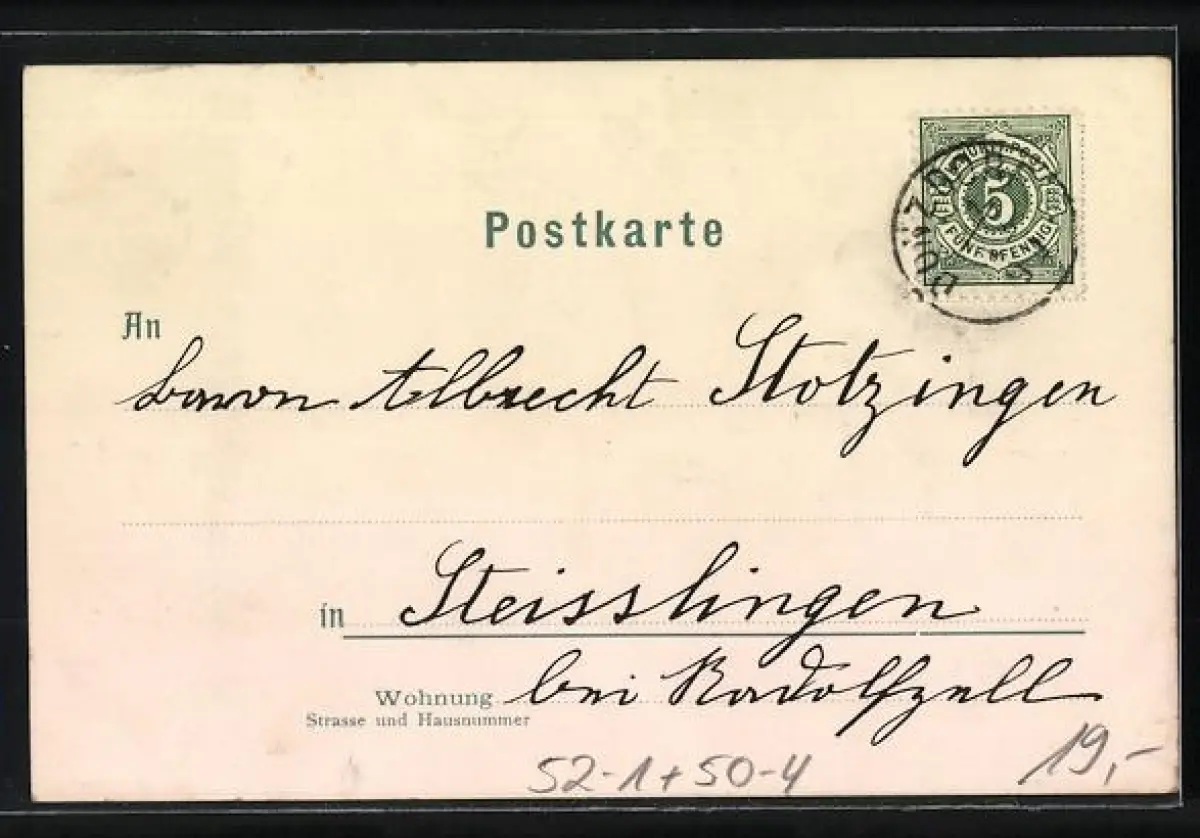 Postkarte
5
FÜNF PFENNIG
An
Baron Albrecht Stotzingen
in Steisslingen
Wohnung bei Radolfzell
Strasse und Hausnummer
52-1+50-4
19,-